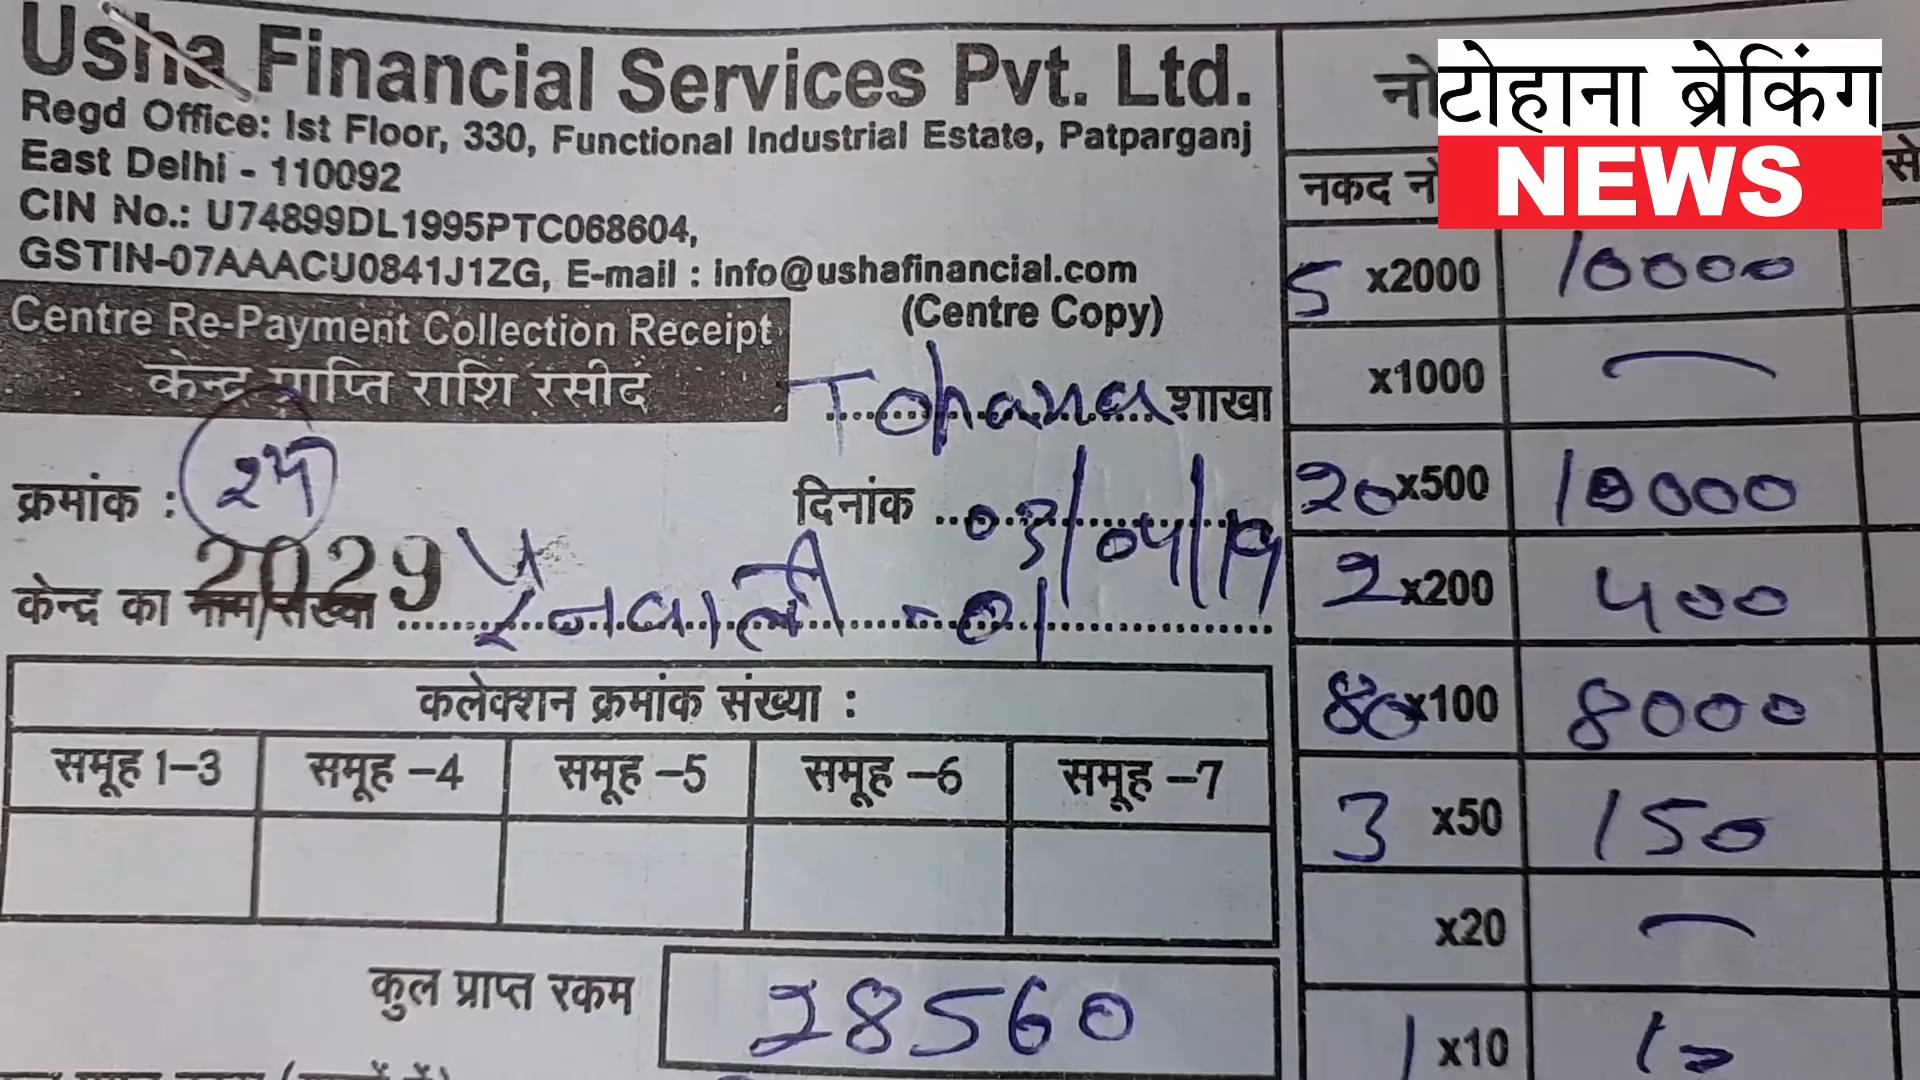 Usha Financial Services Pvt. Ltd.
Regd Office: Ist Floor, 330, Functional Industrial Estate, Patparganj
East Delhi - 110092
CIN No.: U74899DL1995PTC068604,
GSTIN-07AAACU0841J1ZG, E-mail : info@ushafinancial.com
(Centre Copy)
Centre Re-Payment Collection Receipt
केन्द्र प्राप्ति राशि रसीद
Tohana शाखा
क्रमांक :
2029
दिनांक 03/04/19
केन्द्र का नाम/संख्या रैनवाली -01
कलेक्शन क्रमांक संख्या :
समूह 1-3 समूह -4 समूह -5 समूह -6 समूह -7
कुल प्राप्त रकम 28560
टोहाना ब्रेकिंग
NEWS
नकद
5 x2000 10000
x1000 —
20 x500 10000
2 x200 400
80 x100 8000
3 x50 150
x20 —
1 x10 10